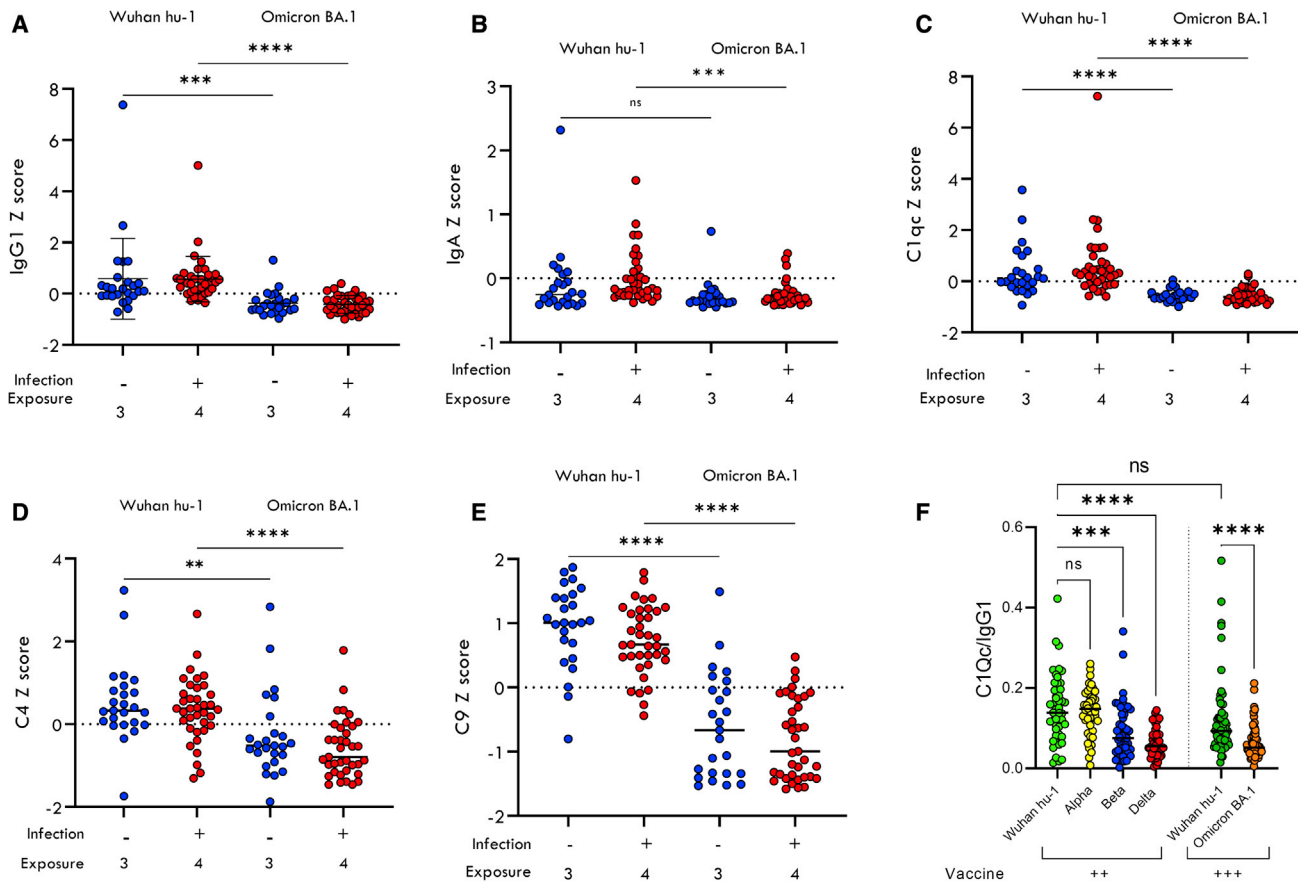 A
Wuhan hu-1 Omicron BA.1
****
***
IgG1 Z score
8
6
4
2
0
-2
Infection - + - +
Exposure 3 4 3 4
B
Wuhan hu-1 Omicron BA.1
***
ns
IgA Z score
3
2
1
0
-1
Infection - + - +
Exposure 3 4 3 4
C
Wuhan hu-1 Omicron BA.1
****
****
C1qc Z score
8
6
4
2
0
-2
Infection - + - +
Exposure 3 4 3 4
D
Wuhan hu-1 Omicron BA.1
****
**
C4 Z score
4
2
0
-2
Infection - + - +
Exposure 3 4 3 4
E
Wuhan hu-1 Omicron BA.1
****
****
C9 Z score
2
1
0
-1
-2
Infection - + - +
Exposure 3 4 3 4
F
ns
****
*** ****
ns
C1Qc/IgG1
0.6
0.4
0.2
0.0
Wuhan hu-1 Alpha Beta Delta Wuhan hu-1 Omicron BA.1
Vaccine ++ +++